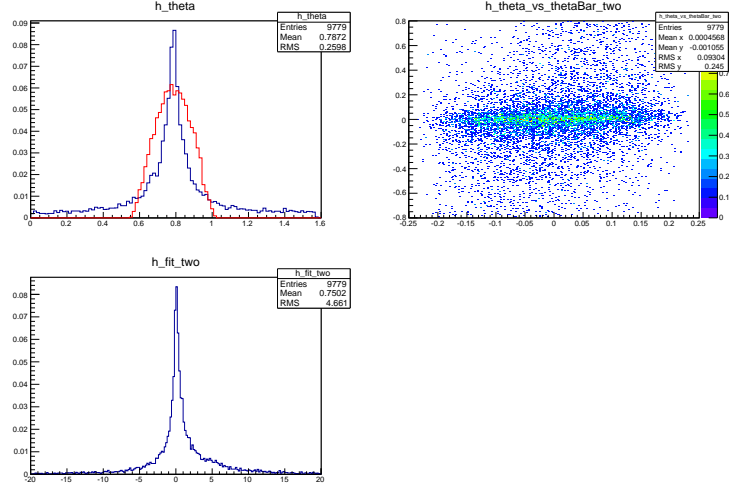 h_theta
h_theta
Entries 9779
Mean 0.7872
RMS 0.2598
0.09
0.08
0.07
0.06
0.05
0.04
0.03
0.02
0.01
0
0 0.2 0.4 0.6 0.8 1 1.2 1.4 1.6
h_theta_vs_thetaBar_two
h_theta_vs_thetaBar_two
Entries 9779
Mean x 0.0004568
Mean y -0.001055
RMS x 0.09304
RMS y 0.245
0.8
0.6
0.4
0.2
0
-0.2
-0.4
-0.6
-0.8
-0.25 -0.2 -0.15 -0.1 -0.05 0 0.05 0.1 0.15 0.2 0.25
0.6
0.5
0.4
0.3
0.2
0.1
0
h_fit_two
h_fit_two
Entries 9779
Mean 0.7502
RMS 4.661
0.08
0.07
0.06
0.05
0.04
0.03
0.02
0.01
0
-20 -15 -10 -5 0 5 10 15 20